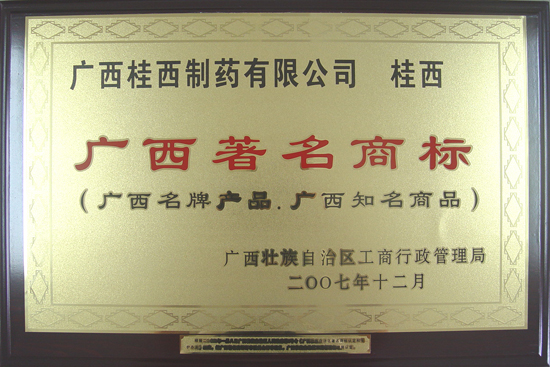 广西桂西制药有限公司 桂西
广西著名商标
(广西名牌产品.广西知名商品)
广西壮族自治区工商行政管理局
二〇〇七年十二月